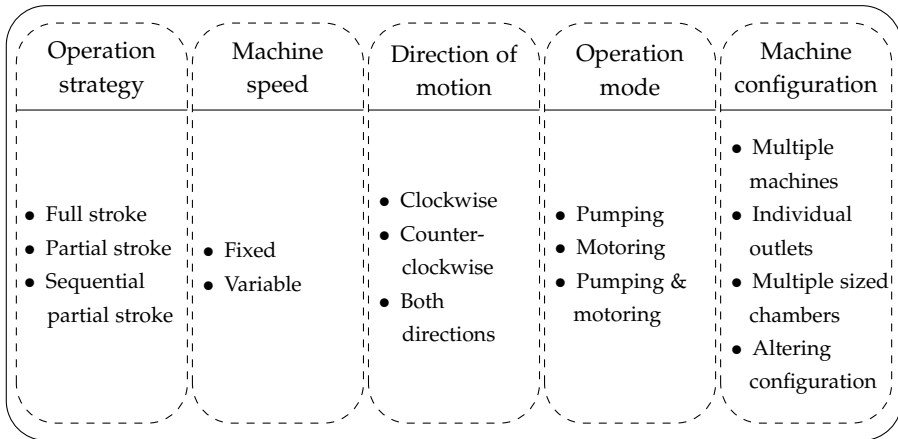 Operation
strategy
● Full stroke
● Partial stroke
● Sequential
partial stroke
Machine
speed
● Fixed
● Variable
Direction of
motion
● Clockwise
● Counter-
clockwise
● Both
directions
Operation
mode
● Pumping
● Motoring
● Pumping &
motoring
Machine
configuration
● Multiple
machines
● Individual
outlets
● Multiple sized
chambers
● Altering
configuration